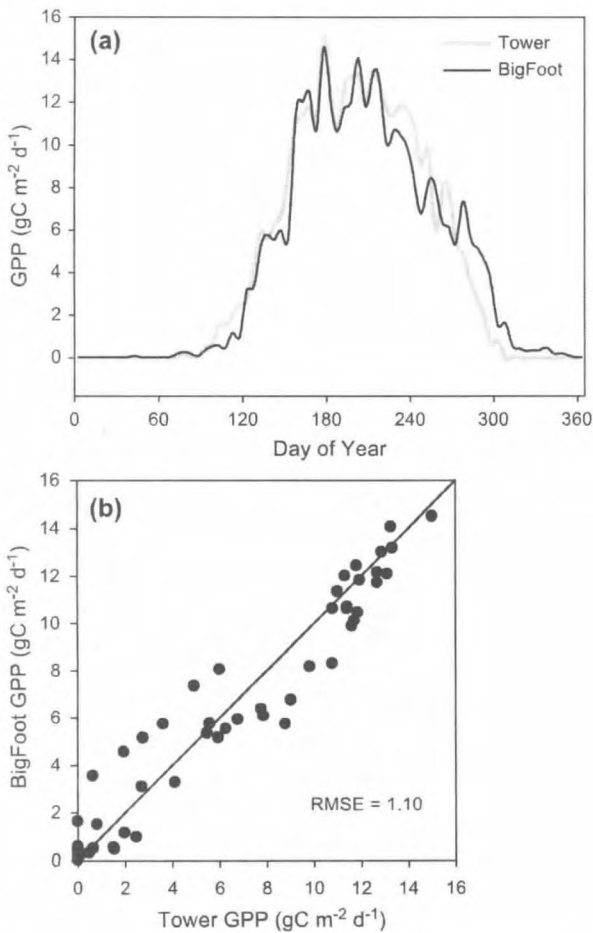 (a)
Tower
BigFoot
16
14
12
10
8
6
4
2
0
GPP (gC m⁻² d⁻¹)
0 60 120 180 240 300 360
Day of Year
(b)
16
14
12
10
8
6
4
2
0
BigFoot GPP (gC m⁻² d⁻¹)
RMSE = 1.10
0 2 4 6 8 10 12 14 16
Tower GPP (gC m⁻² d⁻¹)